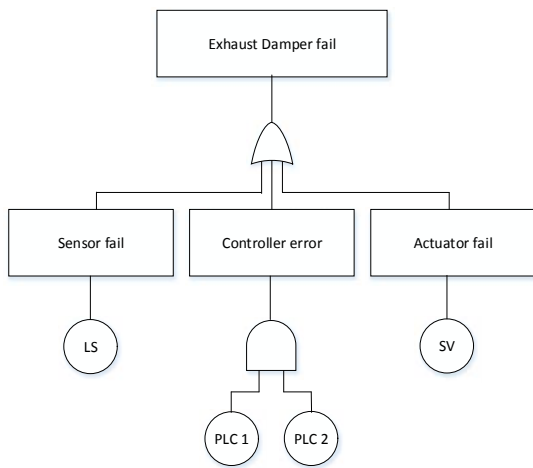 Exhaust Damper fail
Sensor fail
Controller error
Actuator fail
LS
SV
PLC 1
PLC 2